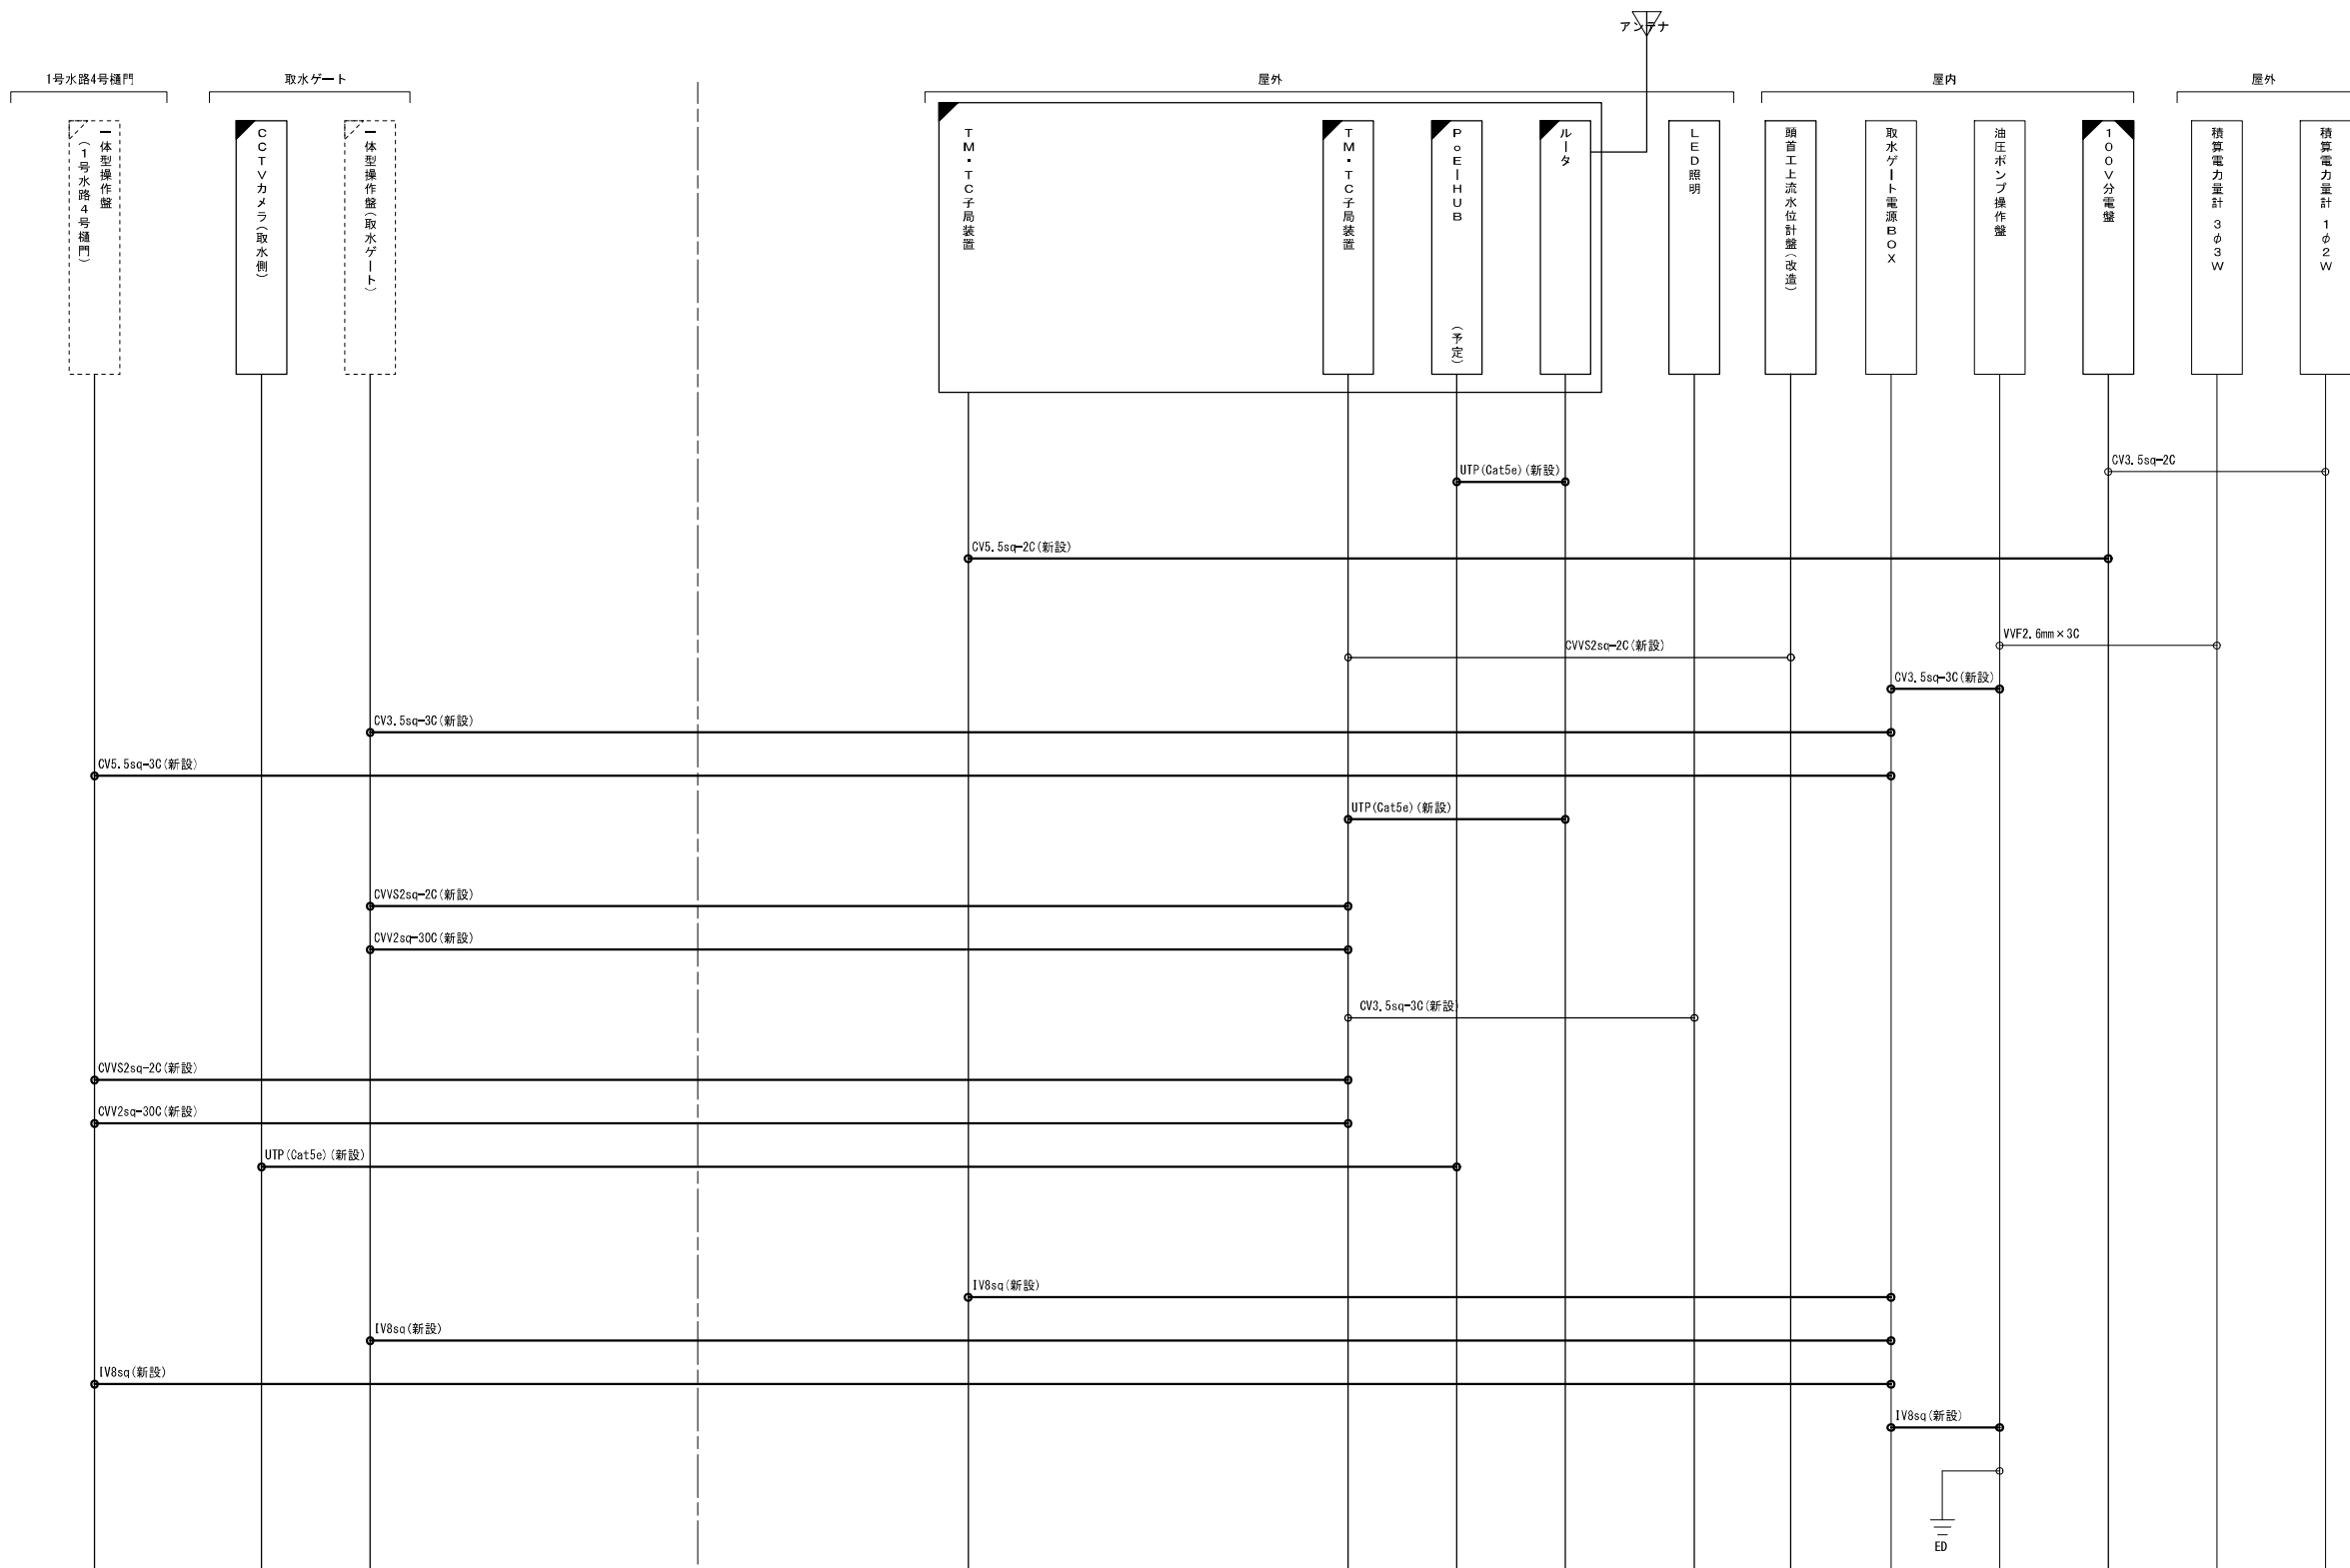 アンテナ
1号水路4号樋門
取水ゲート
屋外
屋内
屋外
一体型操作盤
(1号水路4号樋門)
CCTVカメラ(取水側)
一体型操作盤(取水ゲート)
TM・TC子局装置
TM・TC子局装置
PoE-HUB (予定)
ルータ
LED照明
頭首工上流水位計盤(改造)
取水ゲート電源BOX
油圧ポンプ操作盤
100V分電盤
積算電力量計 3φ3W
積算電力量計 1φ2W
CV3.5sq-2C
UTP(Cat5e)(新設)
CV5.5sq-2C(新設)
VVF2.6mm×3C
CVVS2sq-2C(新設)
CV3.5sq-3C(新設)
CV3.5sq-3C(新設)
CV5.5sq-3C(新設)
UTP(Cat5e)(新設)
CVVS2sq-2C(新設)
CVV2sq-30C(新設)
CV3.5sq-3C(新設)
CVVS2sq-2C(新設)
CVV2sq-30C(新設)
UTP(Cat5e)(新設)
IV8sq(新設)
IV8sq(新設)
IV8sq(新設)
IV8sq(新設)
ED